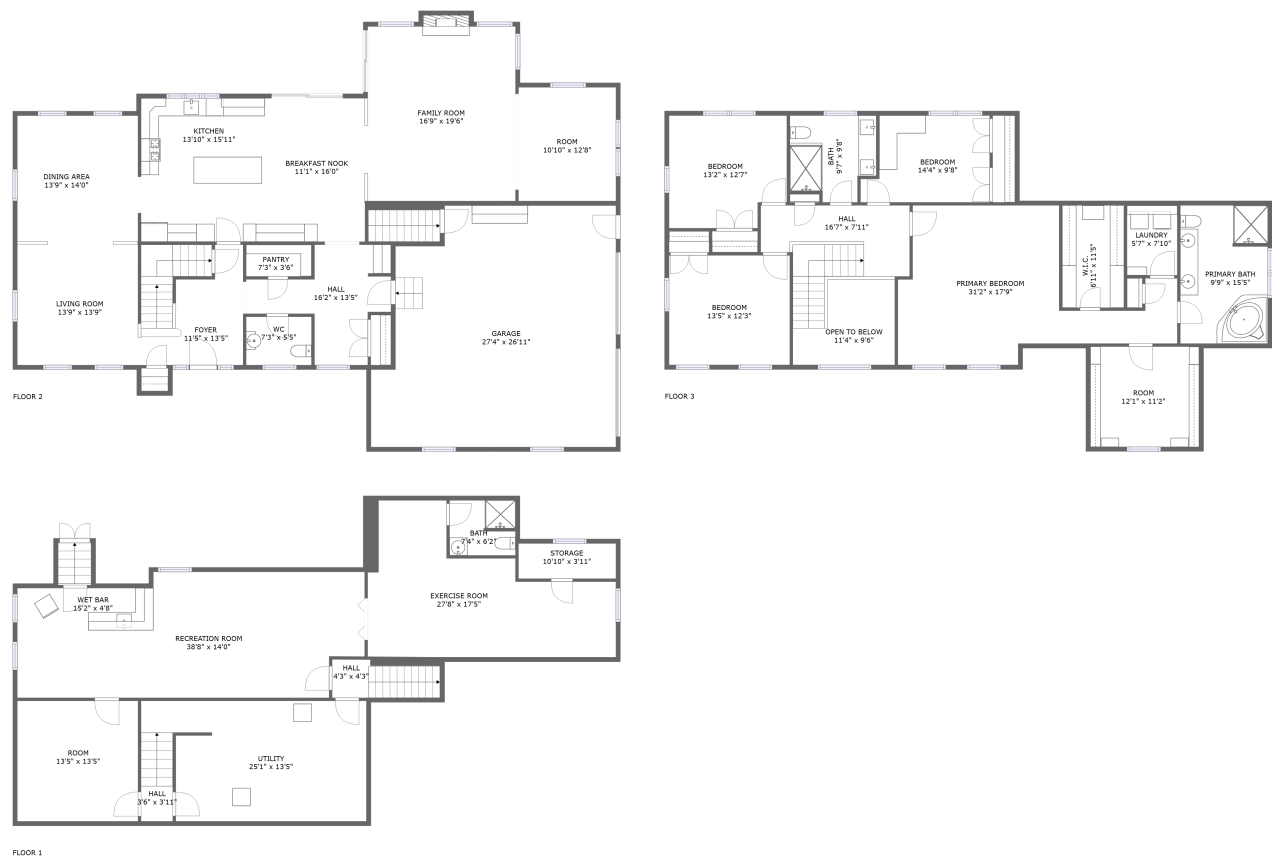 FAMILY ROOM
16'9" x 19'6"
KITCHEN
13'10" x 15'11"
ROOM
10'10" x 12'8"
BREAKFAST NOOK
11'1" x 16'0"
DINING AREA
13'9" x 14'0"
PANTRY
7'3" x 3'6"
HALL
16'2" x 13'5"
LIVING ROOM
13'9" x 13'9"
FOYER
11'5" x 13'5"
WC
7'3" x 5'5"
GARAGE
27'4" x 26'11"
FLOOR 2
BEDROOM
13'2" x 12'7"
BATH
9'7" x 9'8"
BEDROOM
14'4" x 9'8"
HALL
16'7" x 7'11"
LAUNDRY
5'7" x 7'10"
W.I.C.
6'11" x 11'5"
PRIMARY BEDROOM
31'2" x 17'9"
PRIMARY BATH
9'9" x 15'5"
BEDROOM
13'5" x 12'3"
OPEN TO BELOW
11'4" x 9'6"
ROOM
12'1" x 11'2"
FLOOR 3
BATH
7'4" x 6'2"
STORAGE
10'10" x 3'11"
WET BAR
15'2" x 4'8"
EXERCISE ROOM
27'8" x 17'5"
RECREATION ROOM
38'8" x 14'0"
HALL
4'3" x 4'3"
ROOM
13'5" x 13'5"
UTILITY
25'1" x 13'5"
HALL
3'6" x 3'11"
FLOOR 1